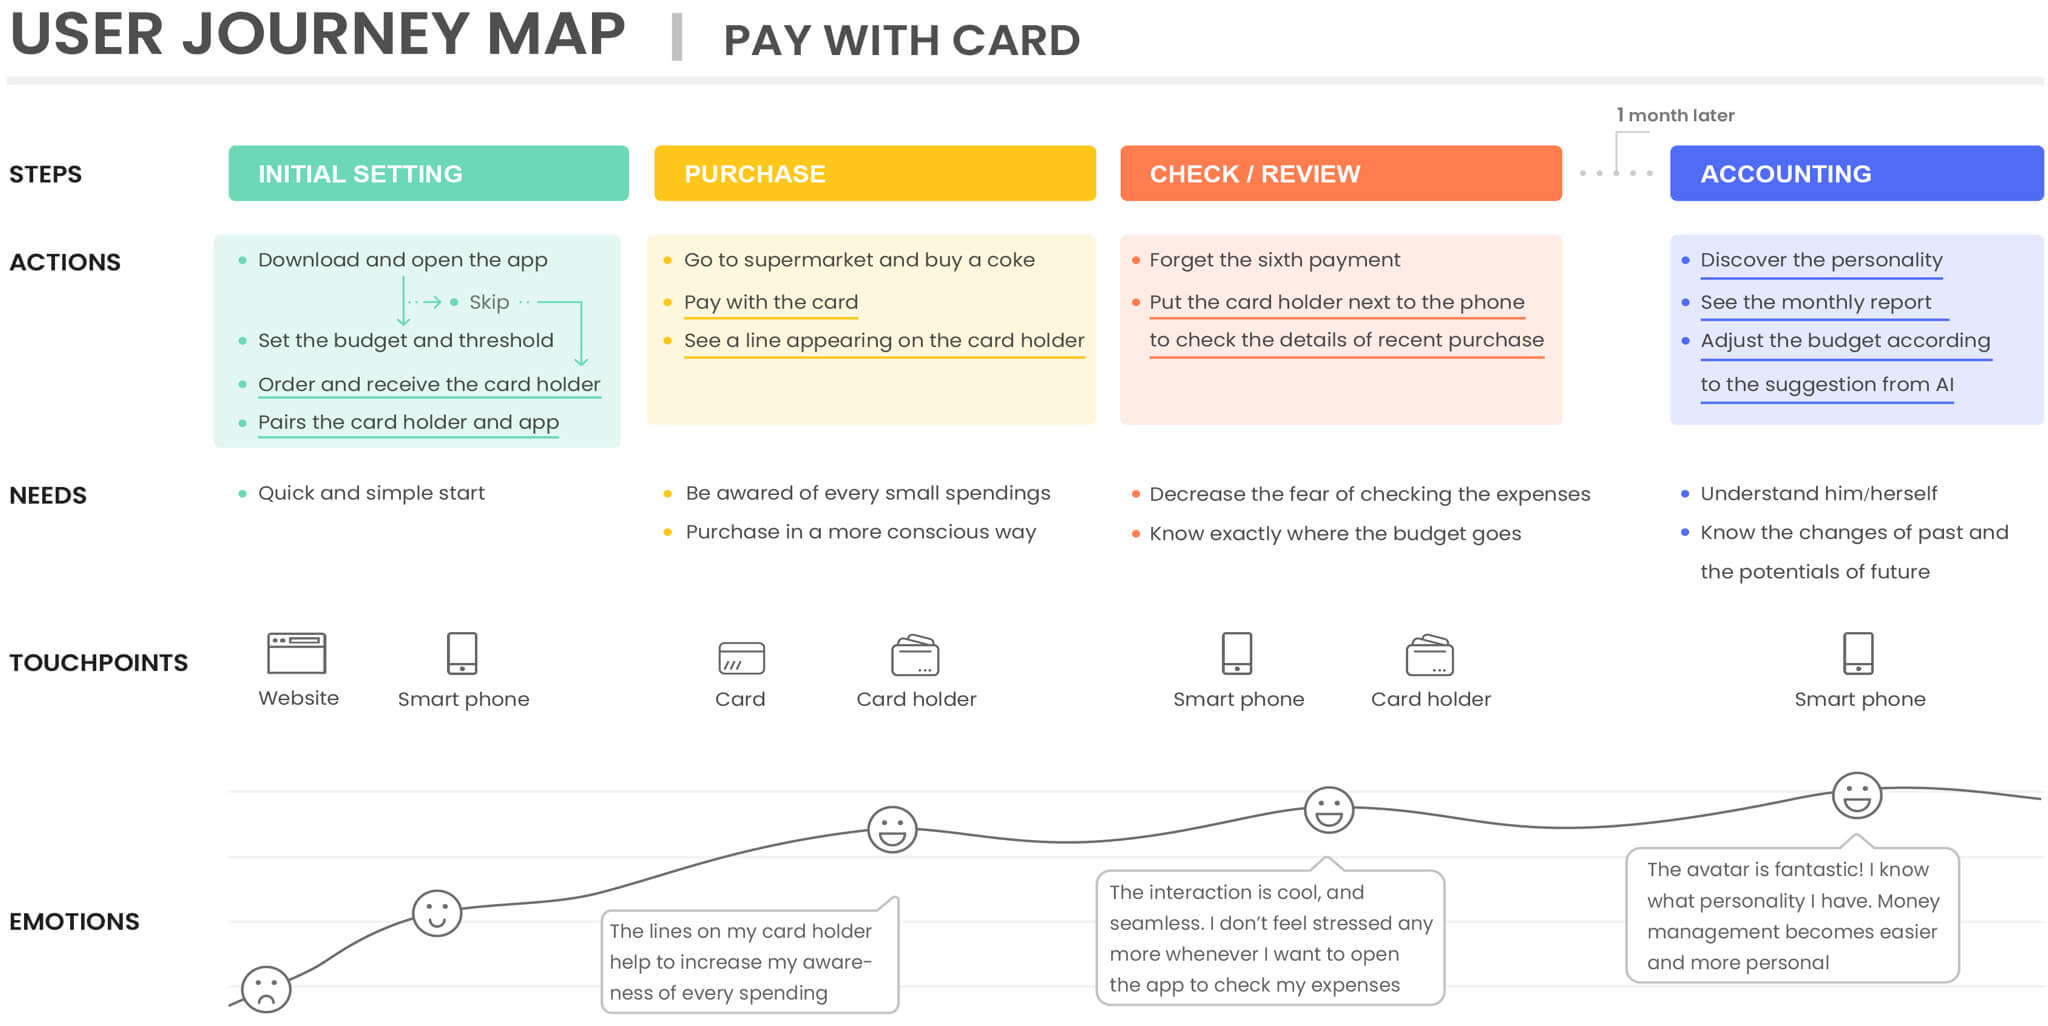 USER JOURNEY MAP | PAY WITH CARD
1 month later
STEPS
INITIAL SETTING
PURCHASE
CHECK / REVIEW
ACCOUNTING
ACTIONS
Download and open the app
Skip
Set the budget and threshold
Order and receive the card holder
Pairs the card holder and app
Go to supermarket and buy a coke
Pay with the card
See a line appearing on the card holder
Forget the sixth payment
Put the card holder next to the phone
to check the details of recent purchase
Discover the personality
See the monthly report
Adjust the budget according
to the suggestion from AI
NEEDS
Quick and simple start
Be awared of every small spendings
Purchase in a more conscious way
Decrease the fear of checking the expenses
Know exactly where the budget goes
Understand him/herself
Know the changes of past and
the potentials of future
TOUCHPOINTS
Website
Smart phone
Card
Card holder
Smart phone
Card holder
Smart phone
EMOTIONS
The lines on my card holder
help to increase my aware-
ness of every spending
The interaction is cool, and
seamless. I don't feel stressed any
more whenever I want to open
the app to check my expenses
The avatar is fantastic! I know
what personality I have. Money
management becomes easier
and more personal